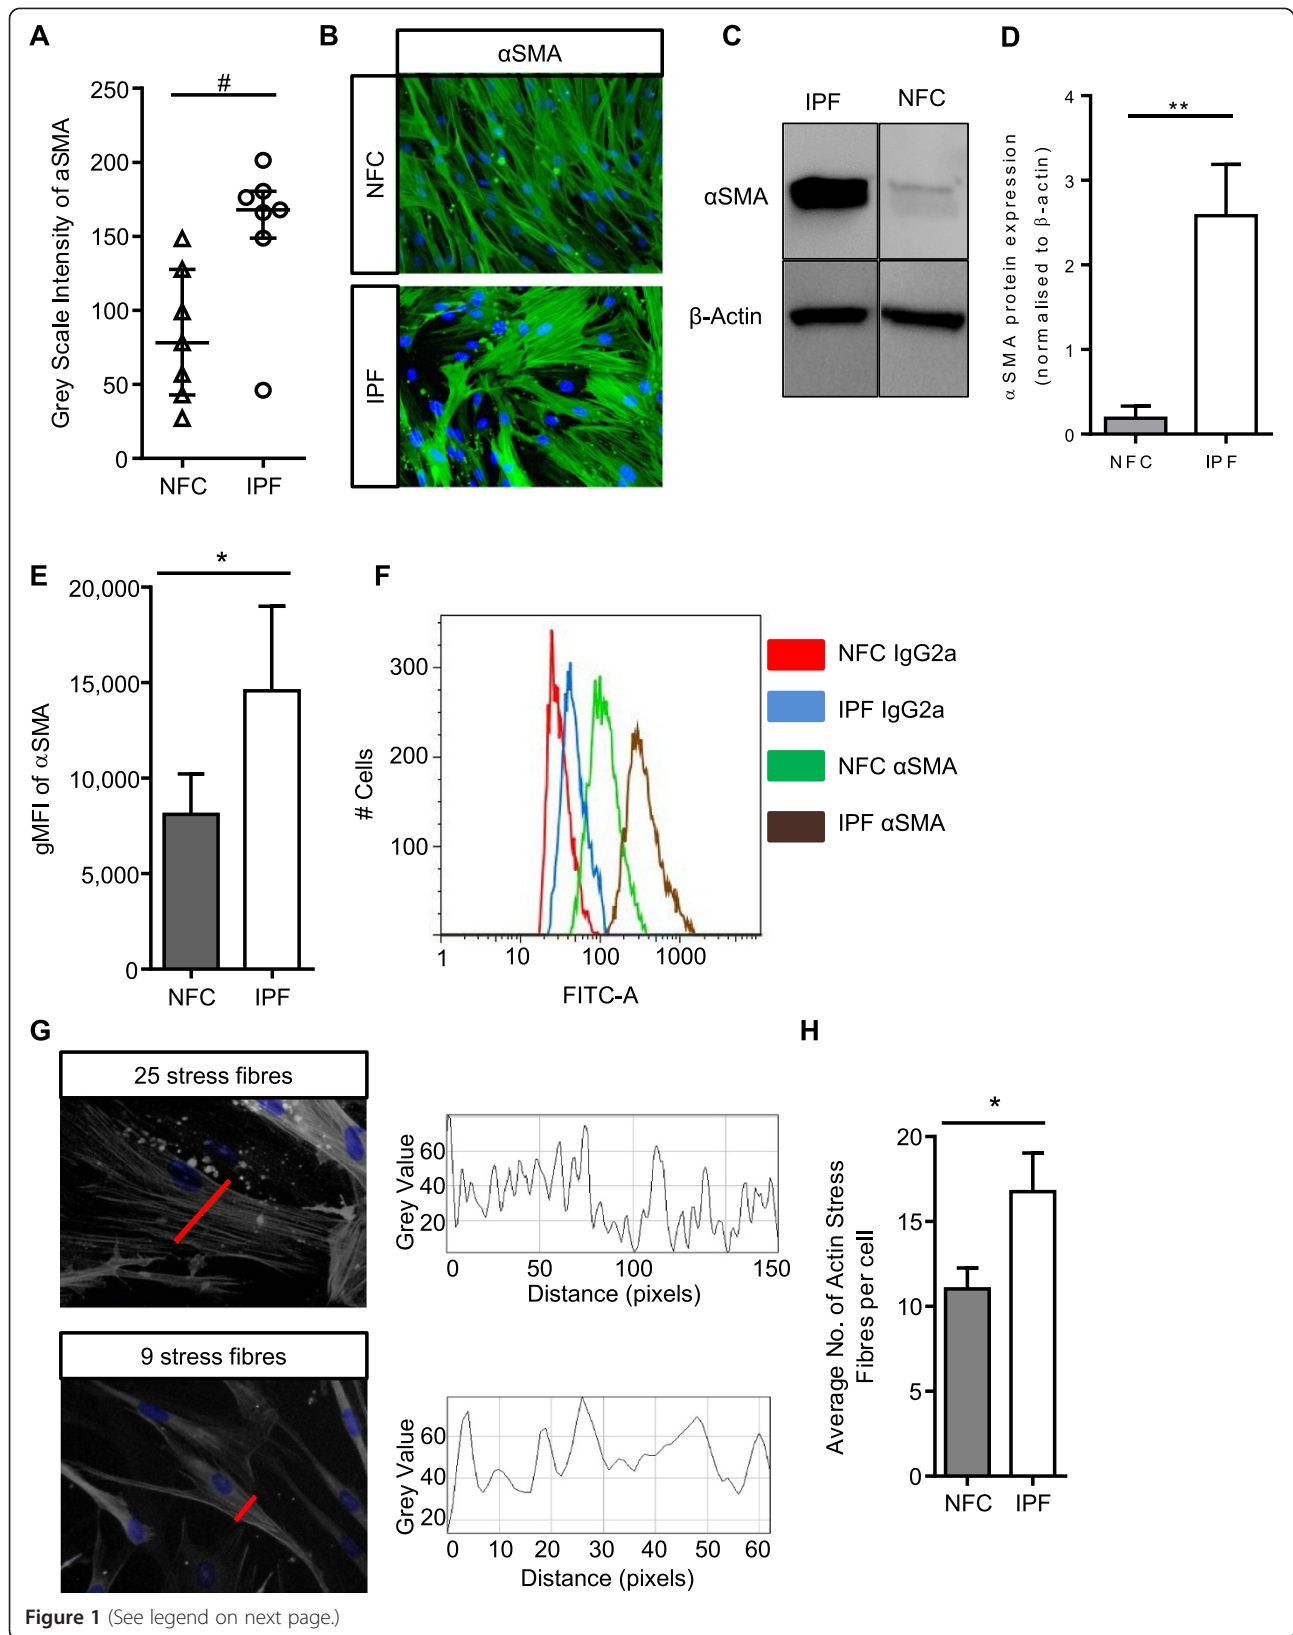 A
#
250
200
150
100
50
0
Grey Scale Intensity of aSMA
NFC IPF
B
αSMA
NFC
IPF
C
IPF NFC
αSMA
β-Actin
D
**
4
3
2
1
0
αSMA protein expression
(normalised to β-actin)
NFC IPF
E
*
20,000
15,000
10,000
5,000
0
gMFI of αSMA
NFC IPF
F
300
200
100
# Cells
1 10 100 1000
FITC-A
NFC IgG2a
IPF IgG2a
NFC αSMA
IPF αSMA
G
25 stress fibres
60
40
20
Grey Value
0 50 100 150
Distance (pixels)
9 stress fibres
60
40
20
Grey Value
0 10 20 30 40 50 60
Distance (pixels)
H
*
20
15
10
5
0
Average No. of Actin Stress
Fibres per cell
NFC IPF
Figure 1 (See legend on next page.)